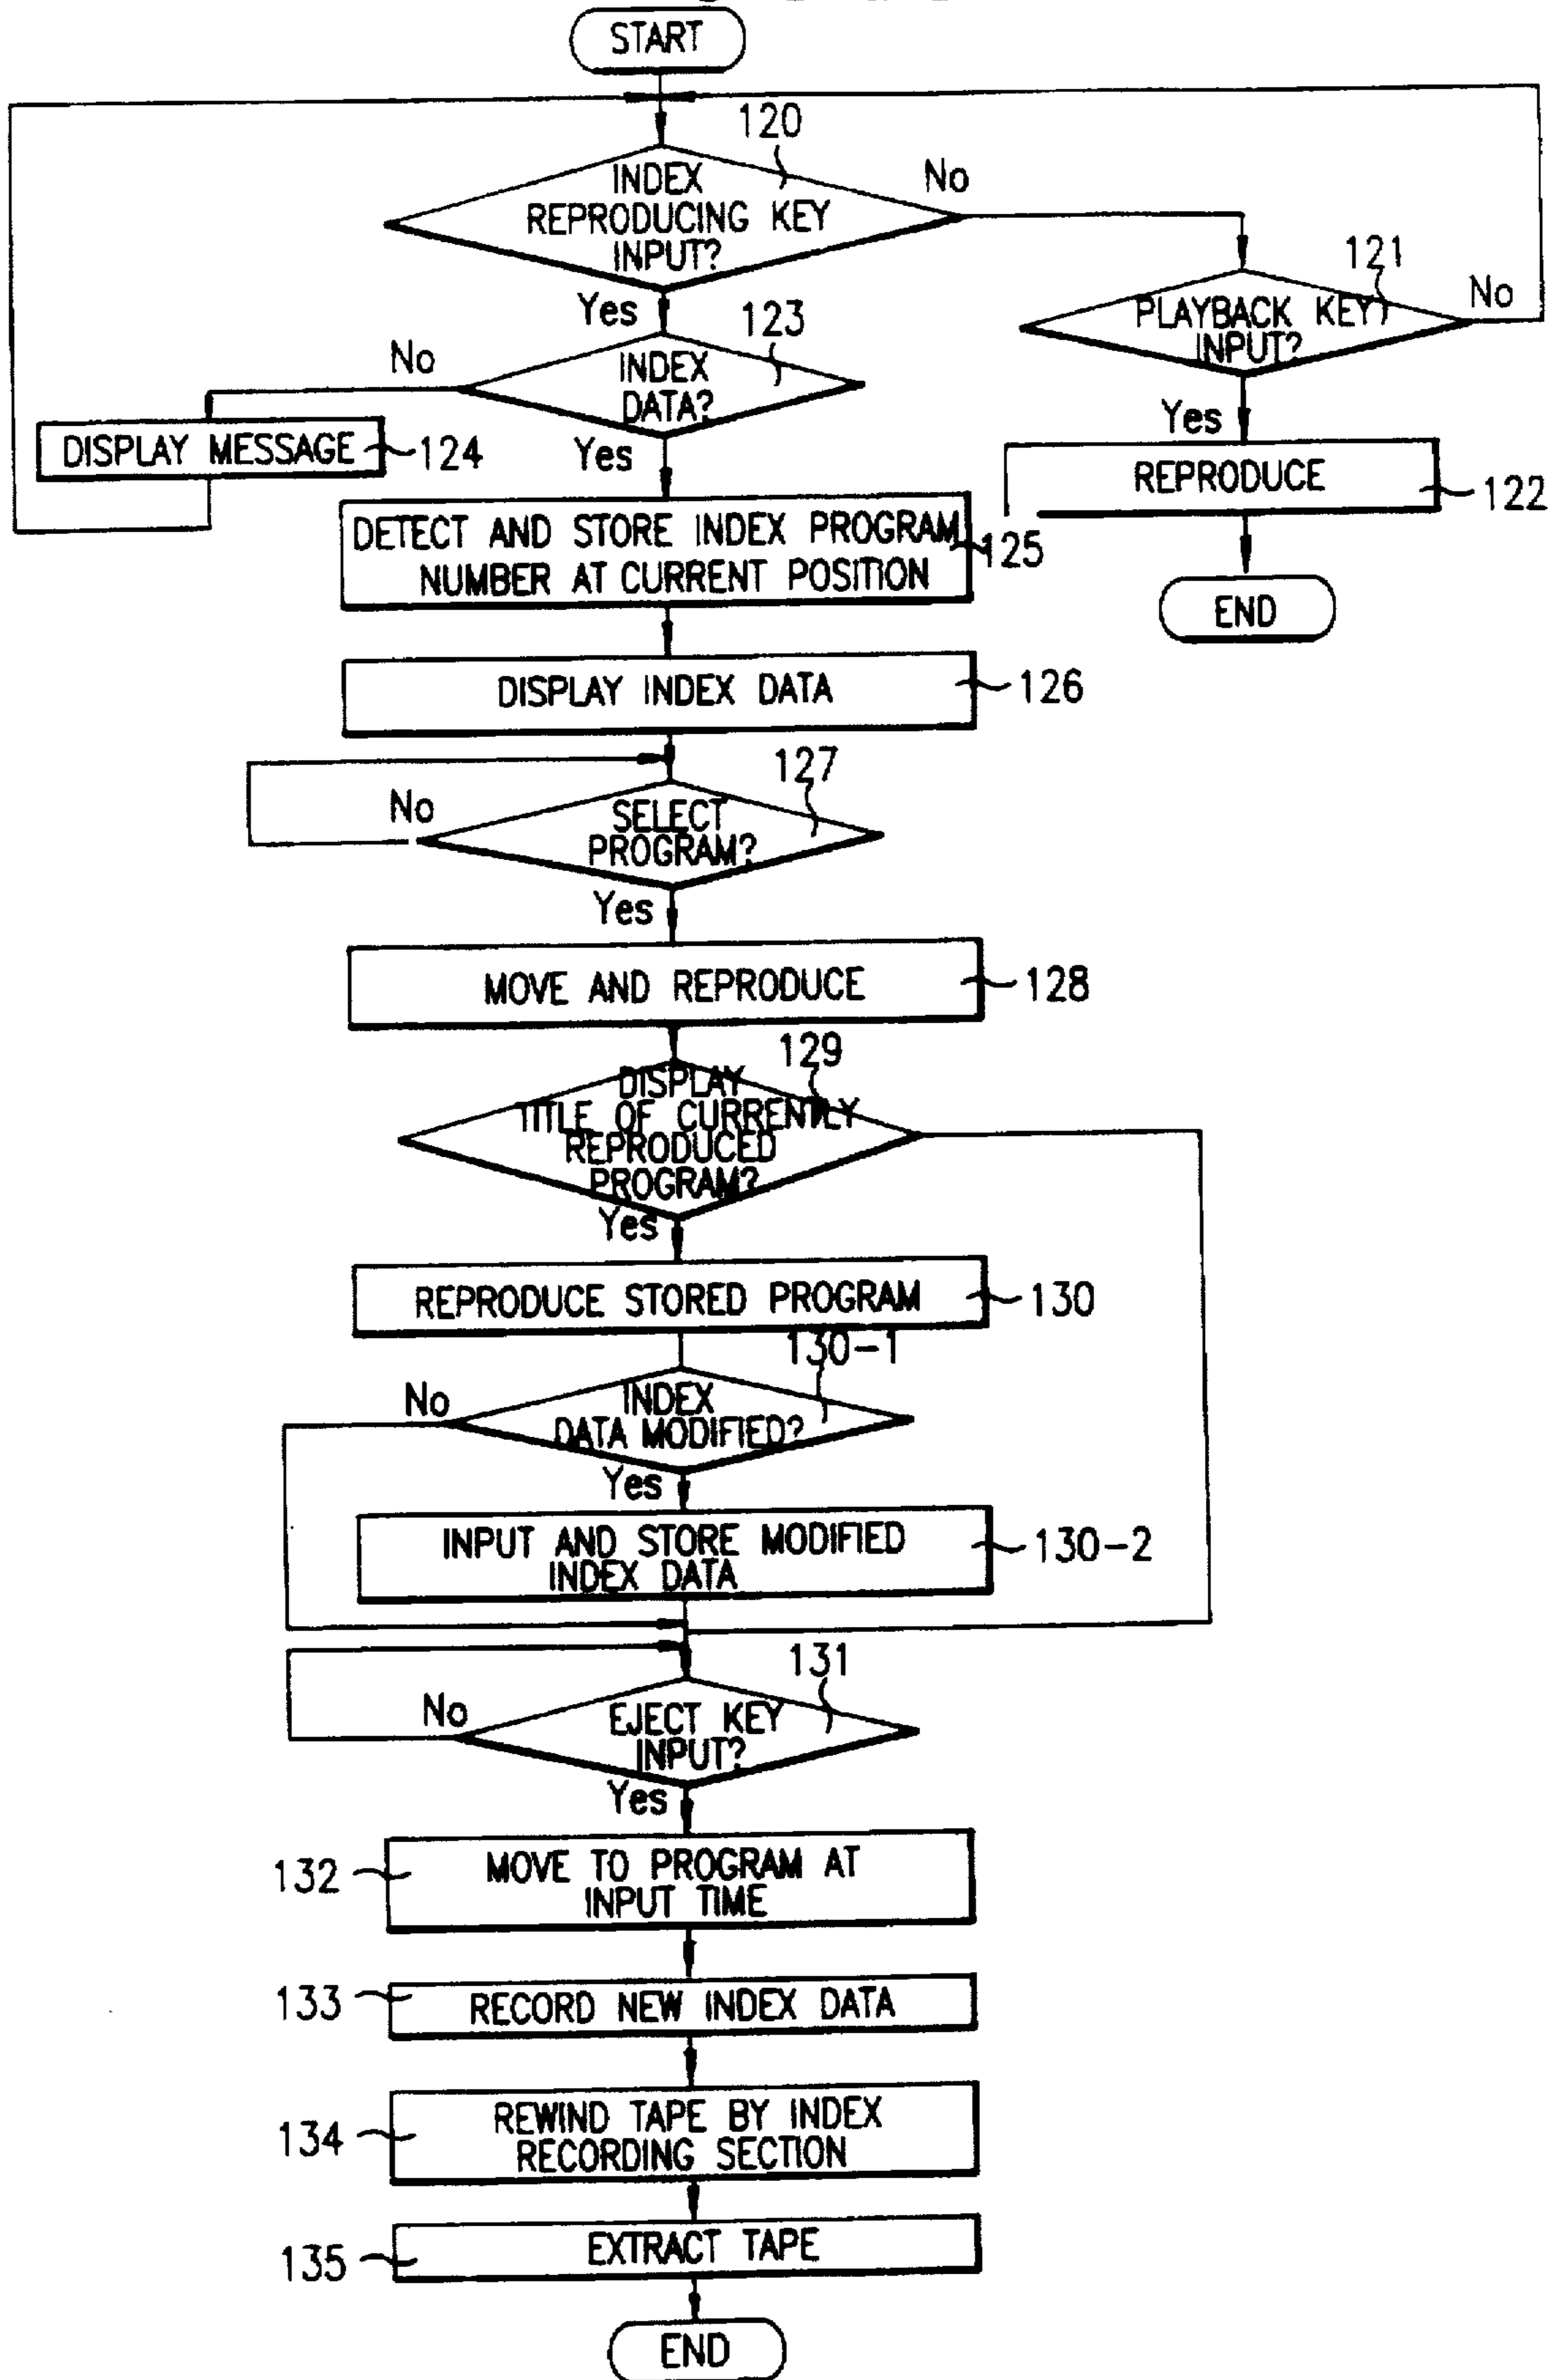 START
120
INDEX
REPRODUCING KEY
INPUT?
No
Yes
121
PLAYBACK KEY
INPUT?
No
Yes
REPRODUCE
122
END
123
INDEX
DATA?
No
DISPLAY MESSAGE
124
Yes
DETECT AND STORE INDEX PROGRAM
NUMBER AT CURRENT POSITION
125
DISPLAY INDEX DATA
126
127
SELECT
PROGRAM?
No
Yes
MOVE AND REPRODUCE
128
129
DISPLAY
TITLE OF CURRENTLY
REPRODUCED
PROGRAM?
Yes
REPRODUCE STORED PROGRAM
130
130-1
INDEX
DATA MODIFIED?
No
Yes
INPUT AND STORE MODIFIED
INDEX DATA
130-2
131
EJECT KEY
INPUT?
No
Yes
132
MOVE TO PROGRAM AT
INPUT TIME
133
RECORD NEW INDEX DATA
134
REWIND TAPE BY INDEX
RECORDING SECTION
135
EXTRACT TAPE
END